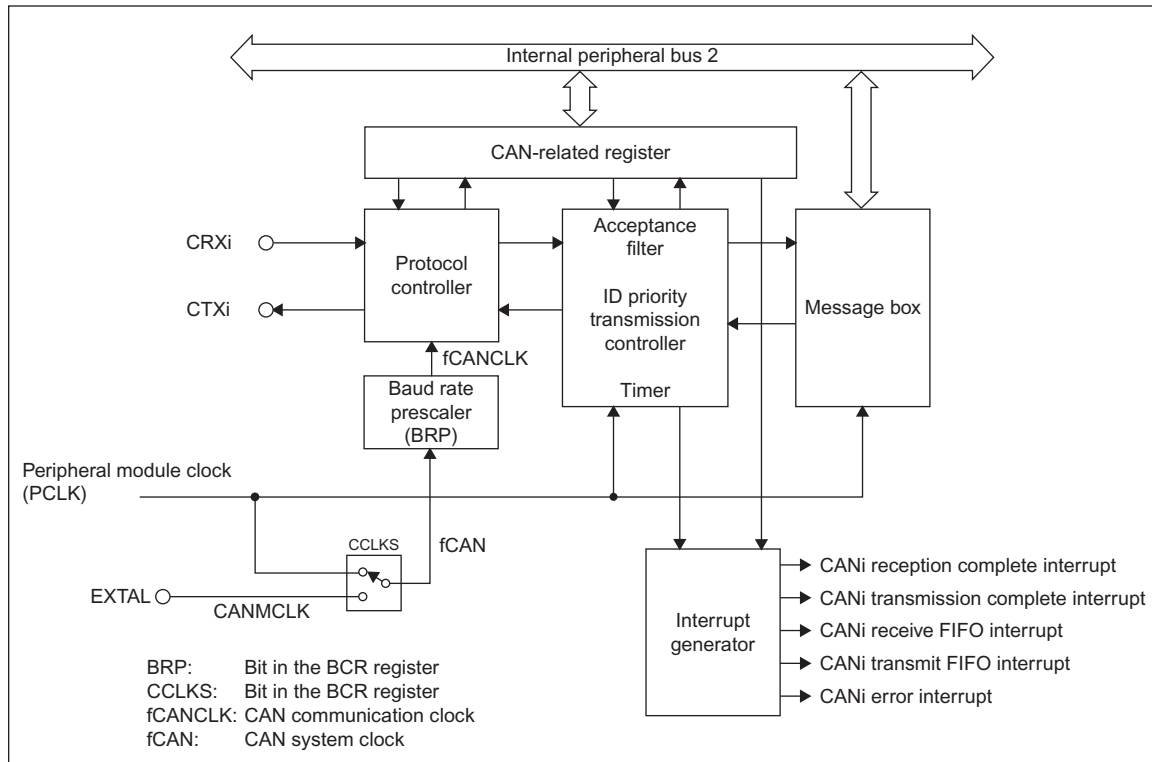 Internal peripheral bus 2
CAN-related register
CRXi
CTXi
Protocol
controller
Acceptance
filter
ID priority
transmission
controller
Timer
Message box
fCANCLK
Baud rate
prescaler
(BRP)
Peripheral module clock
(PCLK)
CCLKS
fCAN
EXTAL
CANMCLK
Interrupt
generator
CANi reception complete interrupt
CANi transmission complete interrupt
CANi receive FIFO interrupt
CANi transmit FIFO interrupt
CANi error interrupt
BRP: Bit in the BCR register
CCLKS: Bit in the BCR register
fCANCLK: CAN communication clock
fCAN: CAN system clock